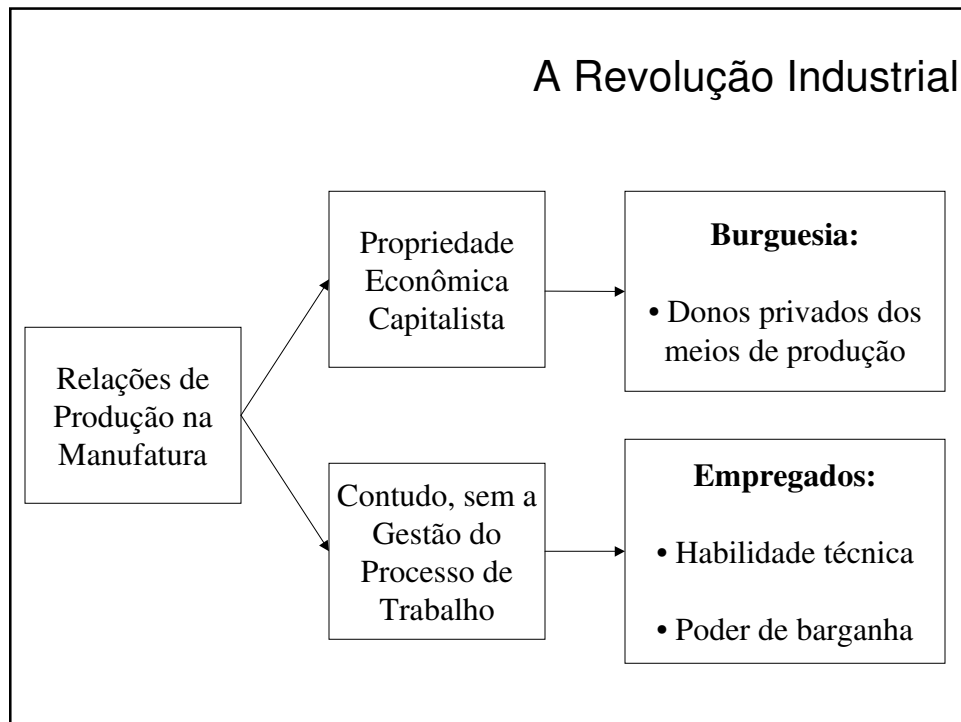 A Revolução Industrial
Relações de
Produção na
Manufatura
Propriedade
Econômica
Capitalista
Burguesia:
• Donos privados dos
meios de produção
Contudo, sem a
Gestão do
Processo de
Trabalho
Empregados:
• Habilidade técnica
• Poder de barganha